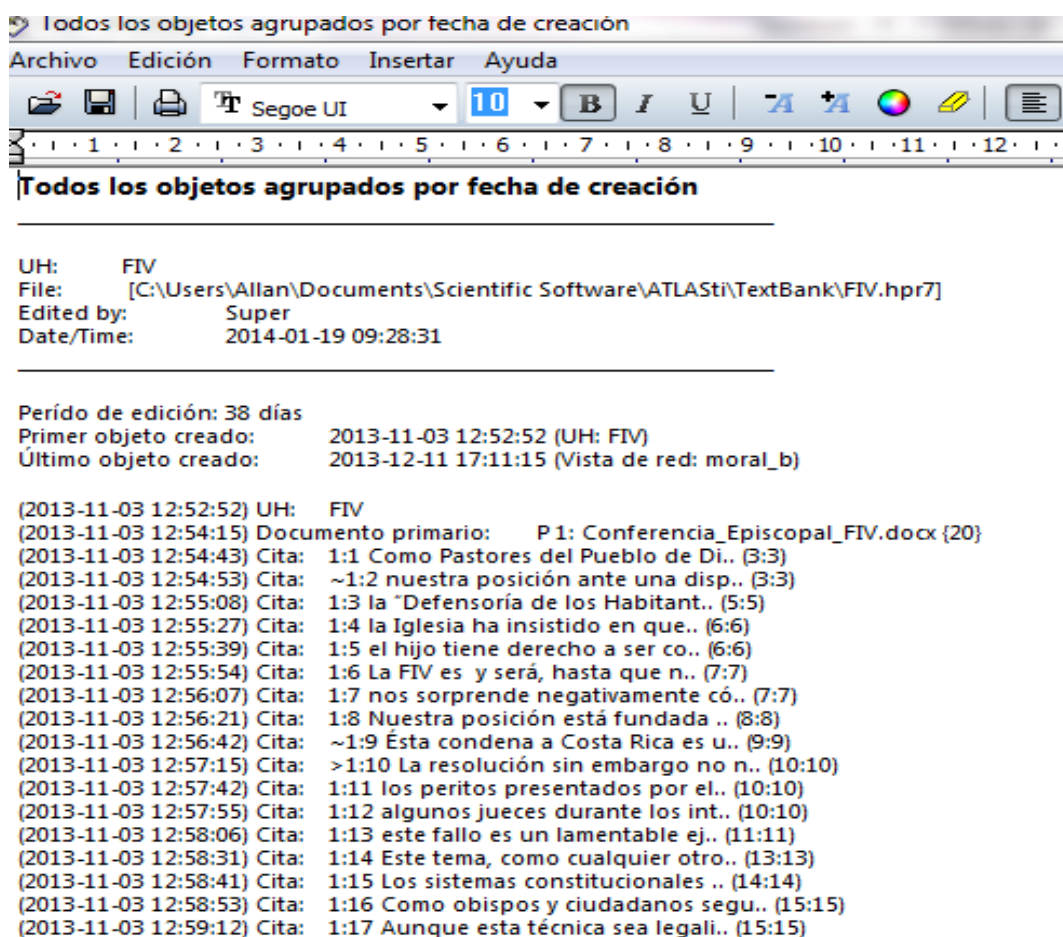 Todos los objetos agrupados por fecha de creación
Archivo Edición Formato Insertar Ayuda
Segoe UI 10 B I U A A
1 2 3 4 5 6 7 8 9 10 11 12
Todos los objetos agrupados por fecha de creación
UH: FIV
File: [C:\Users\Allan\Documents\Scientific Software\ATLASti\TextBank\FIV.hpr7]
Edited by: Super
Date/Time: 2014-01-19 09:28:31
Perído de edición: 38 días
Primer objeto creado: 2013-11-03 12:52:52 (UH: FIV)
Último objeto creado: 2013-12-11 17:11:15 (Vista de red: moral_b)
(2013-11-03 12:52:52) UH: FIV
(2013-11-03 12:54:15) Documento primario: P 1: Conferencia_Episcopal_FIV.docx {20}
(2013-11-03 12:54:43) Cita: 1:1 Como Pastores del Pueblo de Di.. (3:3)
(2013-11-03 12:54:53) Cita: ~1:2 nuestra posición ante una disp.. (3:3)
(2013-11-03 12:55:08) Cita: 1:3 la ¨Defensoría de los Habitant.. (5:5)
(2013-11-03 12:55:27) Cita: 1:4 la Iglesia ha insistido en que.. (6:6)
(2013-11-03 12:55:39) Cita: 1:5 el hijo tiene derecho a ser co.. (6:6)
(2013-11-03 12:55:54) Cita: 1:6 La FIV es  y será, hasta que n.. (7:7)
(2013-11-03 12:56:07) Cita: 1:7 nos sorprende negativamente có.. (7:7)
(2013-11-03 12:56:21) Cita: 1:8 Nuestra posición está fundada .. (8:8)
(2013-11-03 12:56:42) Cita: ~1:9 Ésta condena a Costa Rica es u.. (9:9)
(2013-11-03 12:57:15) Cita: >1:10 La resolución sin embargo no n.. (10:10)
(2013-11-03 12:57:42) Cita: 1:11 los peritos presentados por el.. (10:10)
(2013-11-03 12:57:55) Cita: 1:12 algunos jueces durante los int.. (10:10)
(2013-11-03 12:58:06) Cita: 1:13 este fallo es un lamentable ej.. (11:11)
(2013-11-03 12:58:31) Cita: 1:14 Este tema, como cualquier otro.. (13:13)
(2013-11-03 12:58:41) Cita: 1:15 Los sistemas constitucionales .. (14:14)
(2013-11-03 12:58:53) Cita: 1:16 Como obispos y ciudadanos segu.. (15:15)
(2013-11-03 12:59:12) Cita: 1:17 Aunque esta técnica sea legali.. (15:15)